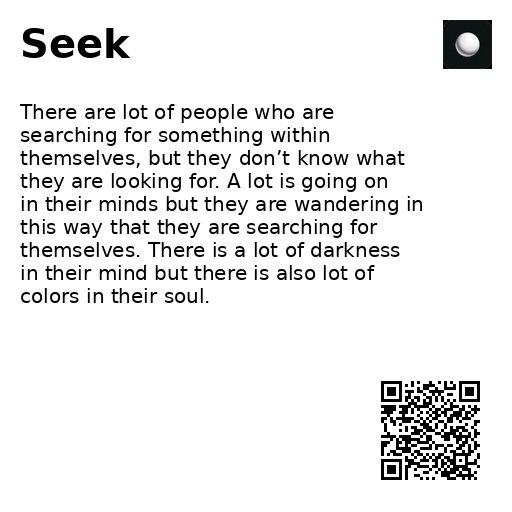 Seek
There are lot of people who are
searching for something within
themselves, but they don’t know what
they are looking for. A lot is going on
in their minds but they are wandering in
this way that they are searching for
themselves. There is a lot of darkness
in their mind but there is also lot of
colors in their soul.